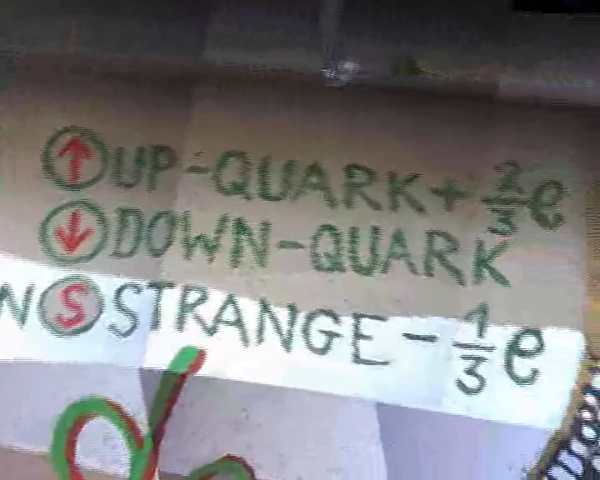 ↑ UP-QUARK + 2/3 e
↓ DOWN-QUARK
N S STRANGE - 1/3 e